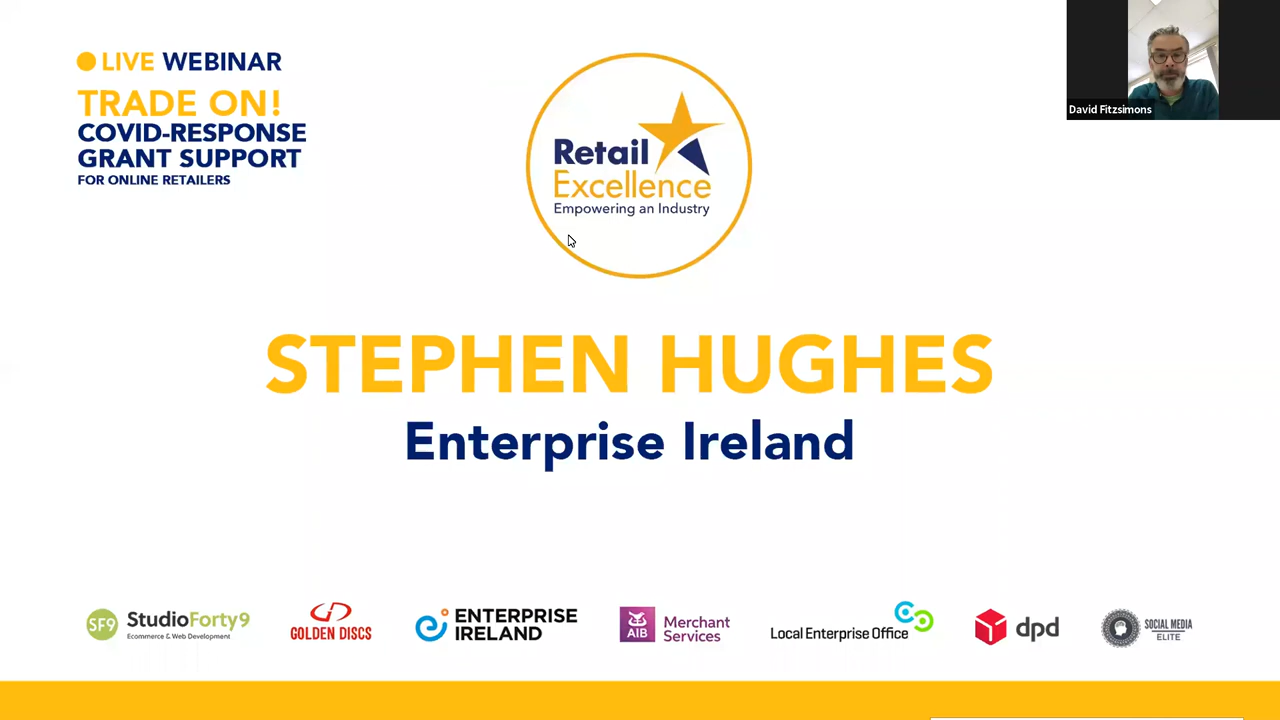 LIVE WEBINAR
TRADE ON!
COVID-RESPONSE
GRANT SUPPORT
FOR ONLINE RETAILERS
Retail
Excellence
Empowering an Industry
David Fitzsimons
STEPHEN HUGHES
Enterprise Ireland
SF9 StudioForty9
Ecommerce & Web Development
GOLDEN DISCS
ENTERPRISE
IRELAND
AIB Merchant
Services
Local Enterprise Office
dpd
SOCIAL MEDIA
ELITE